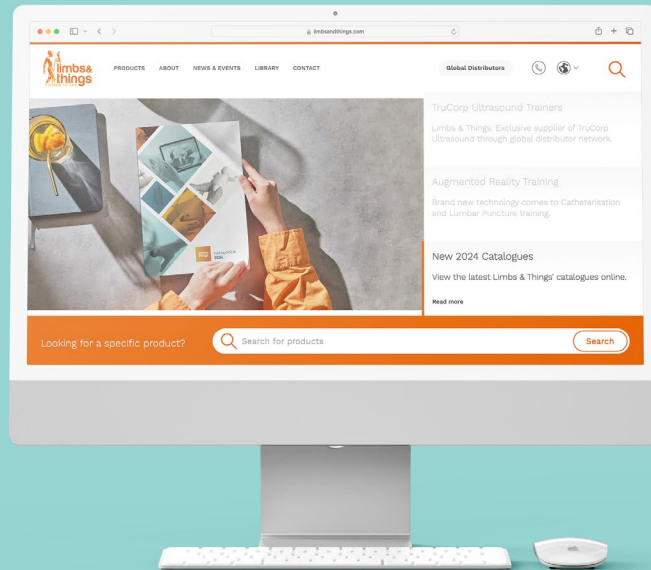 limbsandthings.com
limbs&
things
PRODUCTS ABOUT NEWS & EVENTS LIBRARY CONTACT
Global Distributors
TruCorp Ultrasound Trainers
Limbs & Things. Exclusive supplier of TruCorp
Ultrasound through global distributor network.
Augmented Reality Training
Brand new technology comes to Catheterisation
and Lumbar Puncture training.
CATALOGUE
2024
New 2024 Catalogues
View the latest Limbs & Things' catalogues online.
Read more
Looking for a specific product?
Search for products
Search